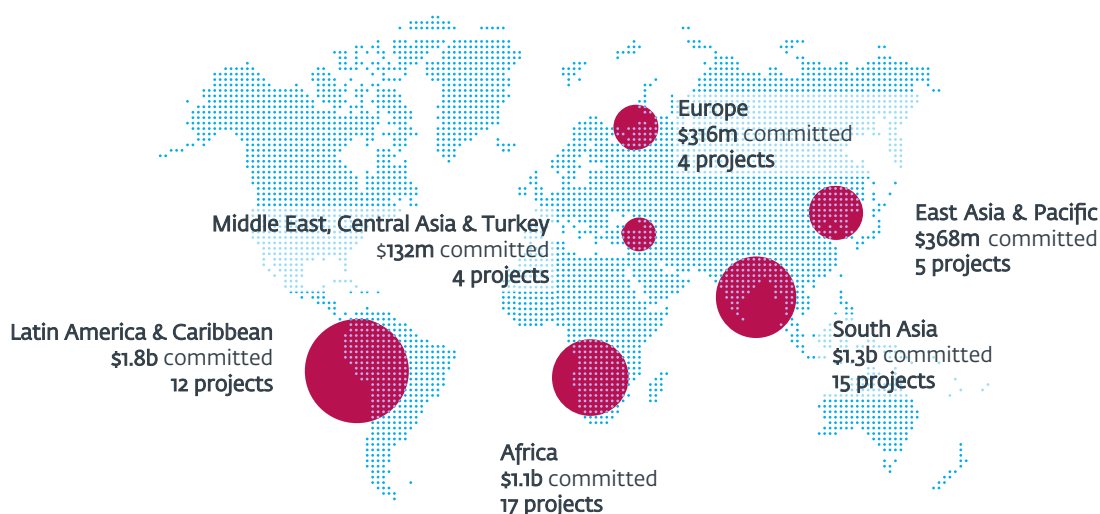 Europe
$316m committed
4 projects
Middle East, Central Asia & Turkey
$132m committed
4 projects
East Asia & Pacific
$368m committed
5 projects
Latin America & Caribbean
$1.8b committed
12 projects
South Asia
$1.3b committed
15 projects
Africa
$1.1b committed
17 projects